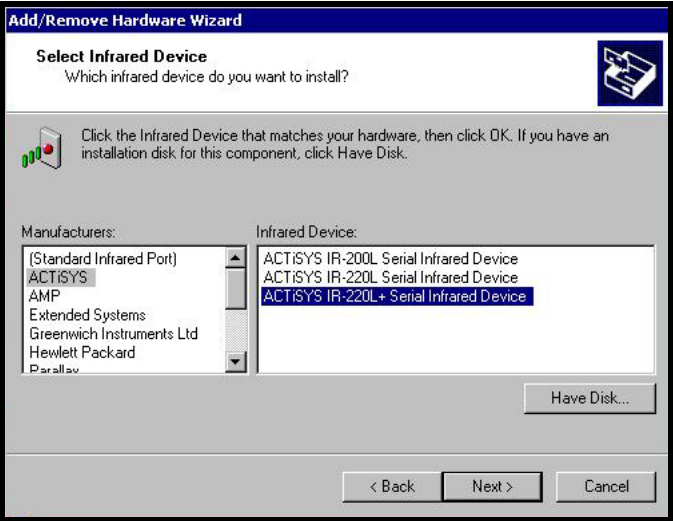 Add/Remove Hardware Wizard
Select Infrared Device
Which infrared device do you want to install?
Click the Infrared Device that matches your hardware, then click OK. If you have an
installation disk for this component, click Have Disk.
Manufacturers:
(Standard Infrared Port)
ACTiSYS
AMP
Extended Systems
Greenwich Instruments Ltd
Hewlett Packard
Parallax
Infrared Device:
ACTiSYS IR-200L Serial Infrared Device
ACTiSYS IR-220L Serial Infrared Device
ACTiSYS IR-220L+ Serial Infrared Device
Have Disk...
< Back
Next >
Cancel